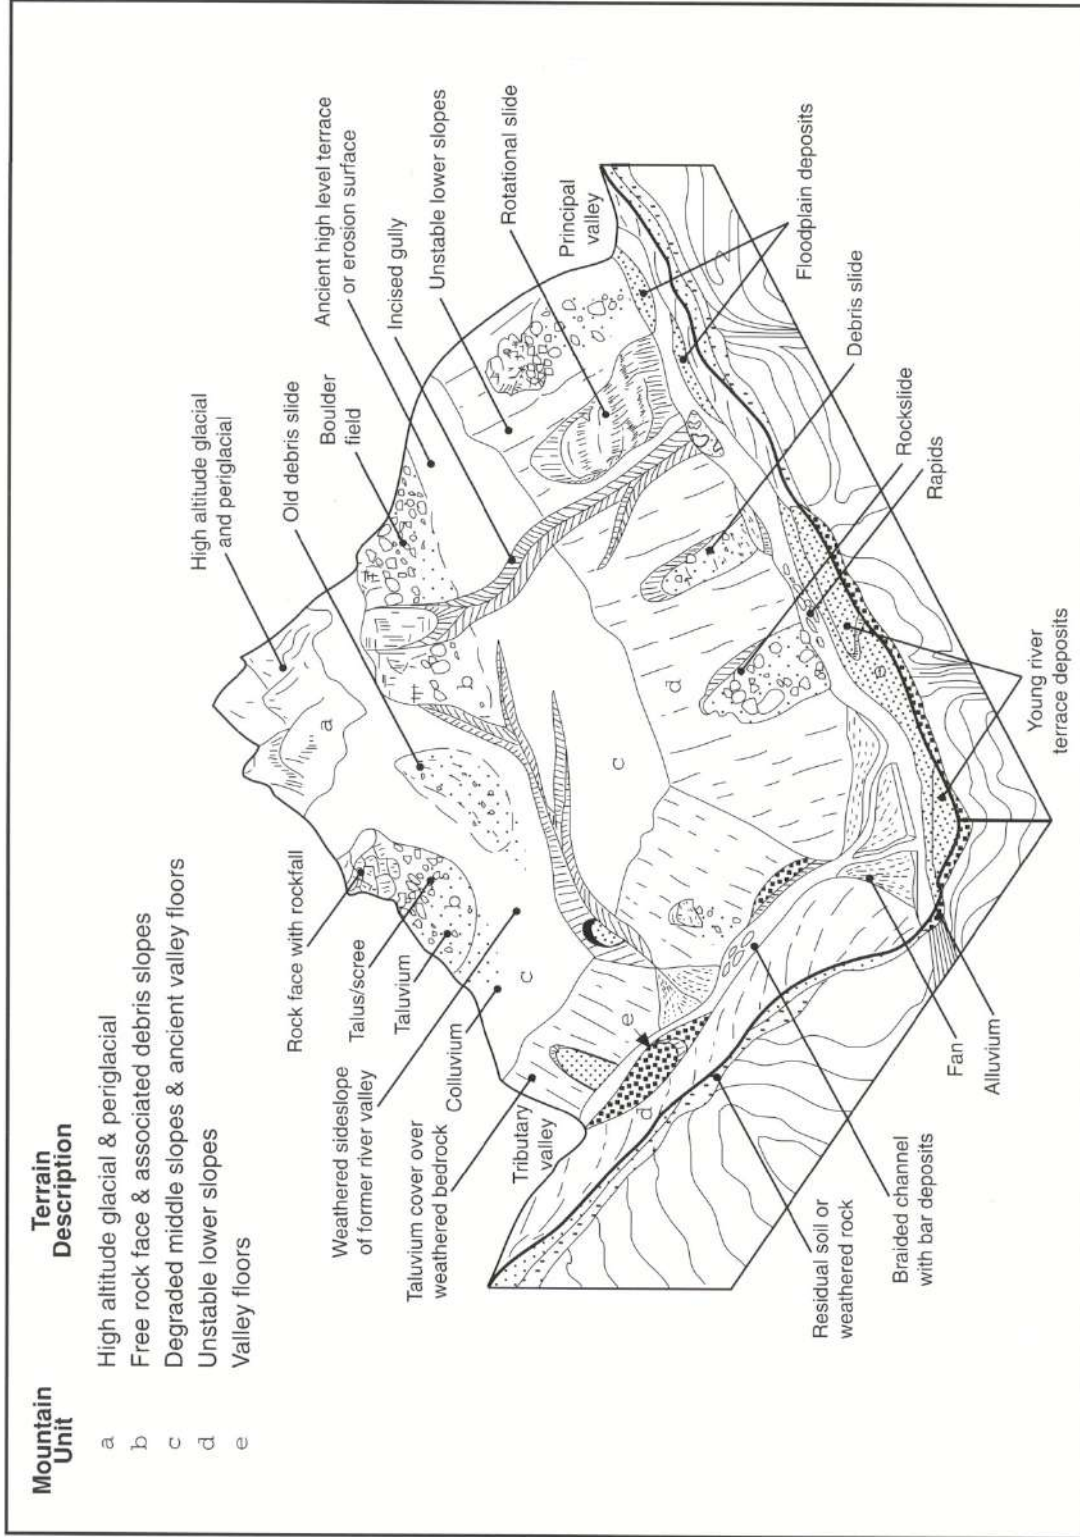 Mountain
Unit
Terrain
Description
a High altitude glacial & periglacial
b Free rock face & associated debris slopes
c Degraded middle slopes & ancient valley floors
d Unstable lower slopes
e Valley floors
High altitude glacial
and periglacial
Old debris slide
Boulder
field
Ancient high level terrace
or erosion surface
Incised gully
Unstable lower slopes
Rotational slide
Principal
valley
Floodplain deposits
Debris slide
Rockslide
Rapids
Young river
terrace deposits
Rock face with rockfall
Talus/scree
Taluvium
Colluvium
Weathered sideslope
of former river valley
Taluvium cover over
weathered bedrock
Tributary
valley
Residual soil or
weathered rock
Braided channel
with bar deposits
Fan
Alluvium
a
b
b
c
c
d
d
e
e